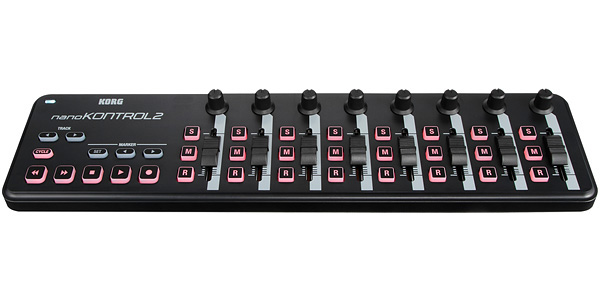 KORG
nanoKONTROL2
TRACK
CYCLE
SET
MARKER
S S S S S S S S
M M M M M M M M
R R R R R R R R